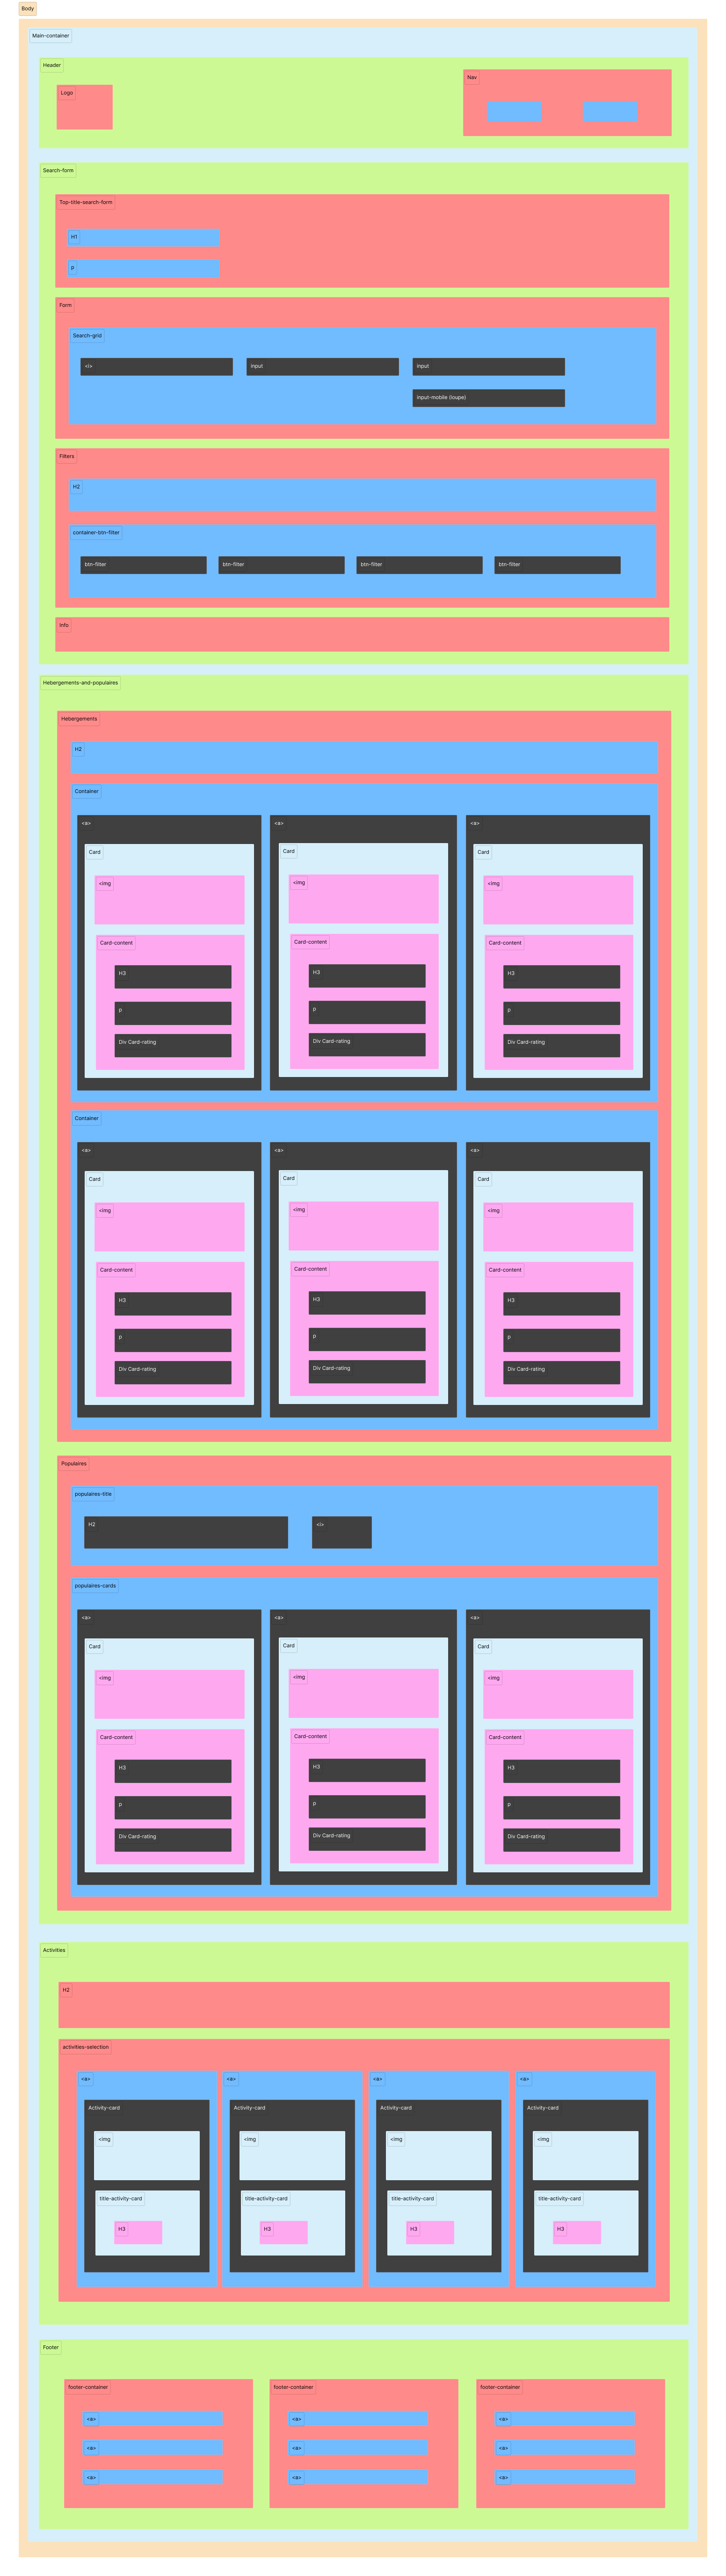 Body
Main-container
Header
Logo
Nav
Search-form
Top-title-search-form
H1
p
Form
Search-grid
</>
input
input
input-mobile (loupe)
Filters
H2
container-btn-filter
btn-filter
btn-filter
btn-filter
btn-filter
info
Hebergements-and-populaires
Hebergements
H2
Container
<a>
<a>
<a>
Card
Card
Card
<img
<img
<img
Card-content
Card-content
Card-content
H3
H3
H3
p
p
p
Div Card-rating
Div Card-rating
Div Card-rating
Container
<a>
<a>
<a>
Card
Card
Card
<img
<img
<img
Card-content
Card-content
Card-content
H3
H3
H3
p
p
p
Div Card-rating
Div Card-rating
Div Card-rating
Populaires
populaires-title
H2
<i>
populaires-cards
<a>
<a>
<a>
Card
Card
Card
<img
<img
<img
Card-content
Card-content
Card-content
H3
H3
H3
p
p
p
Div Card-rating
Div Card-rating
Div Card-rating
Activities
H2
activities-selection
<a>
<a>
<a>
<a>
Activity-card
Activity-card
Activity-card
Activity-card
<img
<img
<img
<img
title-activity-card
title-activity-card
title-activity-card
title-activity-card
H3
H3
H3
H3
Footer
footer-container
footer-container
footer-container
<a>
<a>
<a>
<a>
<a>
<a>
<a>
<a>
<a>